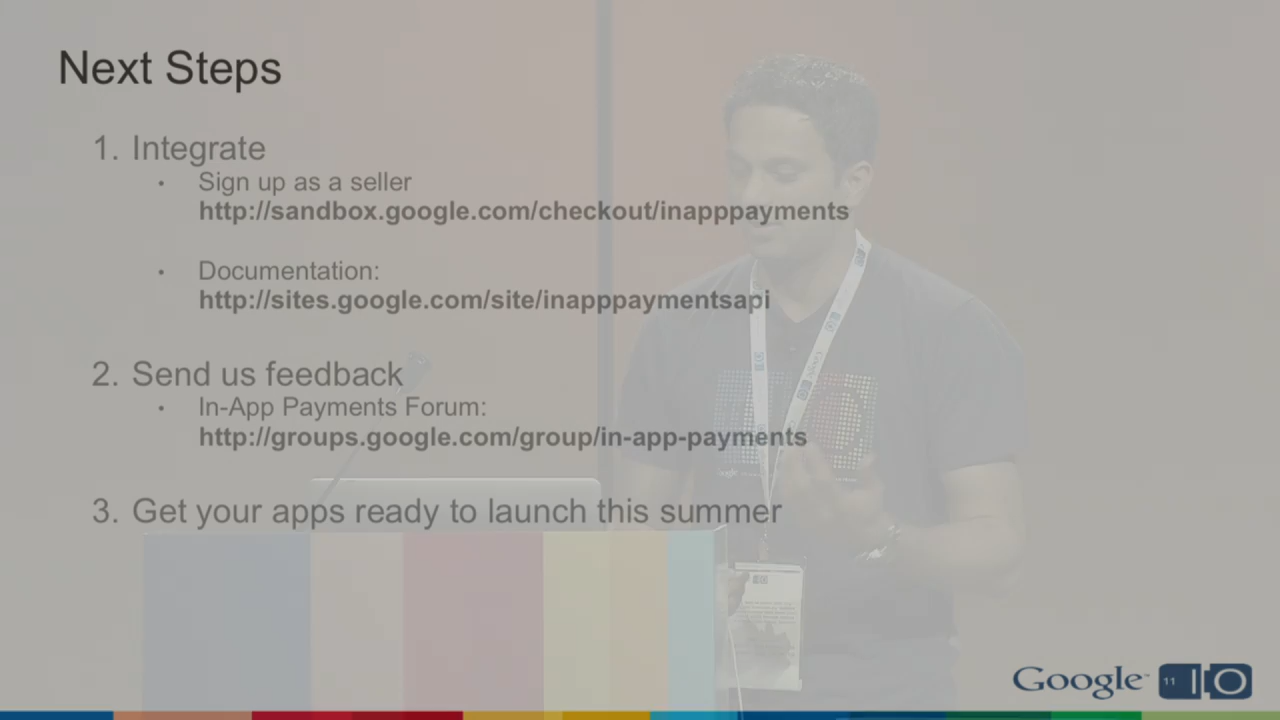 Next Steps
1. Integrate
• Sign up as a seller
http://sandbox.google.com/checkout/inapppayments
• Documentation:
http://sites.google.com/site/inapppaymentsapi
2. Send us feedback
• In-App Payments Forum:
http://groups.google.com/group/in-app-payments
3. Get your apps ready to launch this summer
Google 11 IO